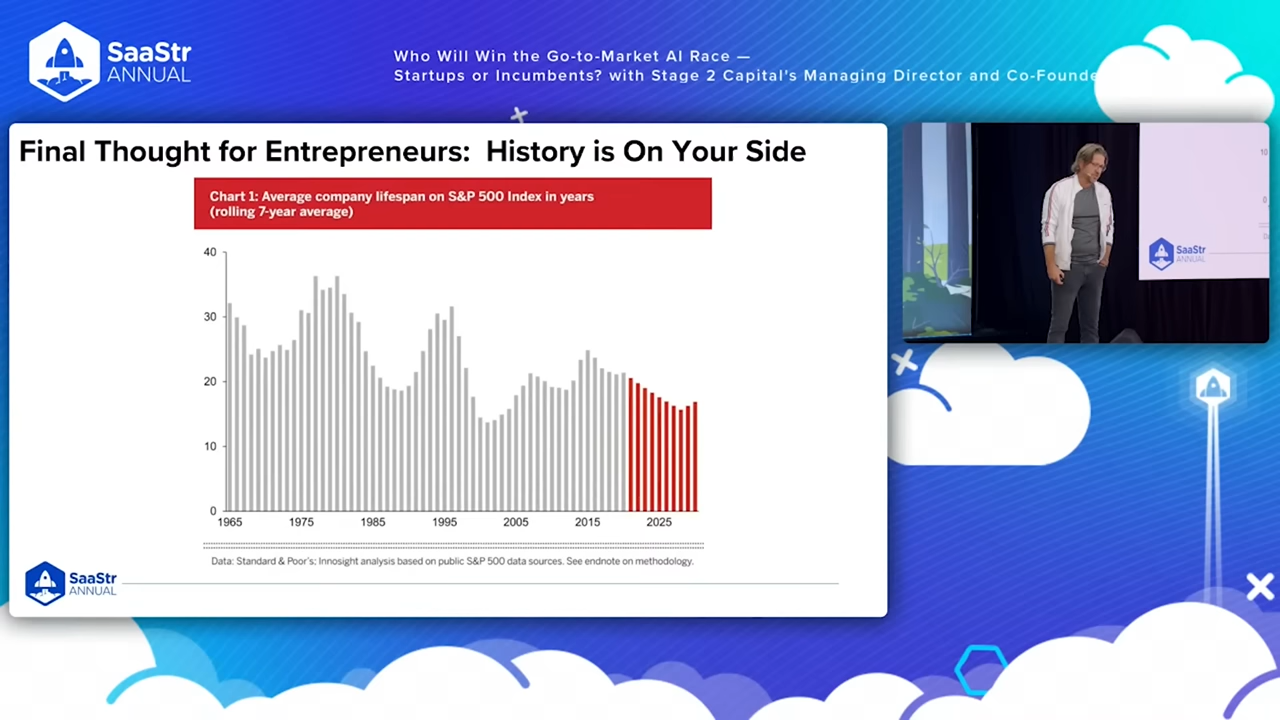 SaaStr
ANNUAL
Who Will Win the Go-to-Market AI Race —
Startups or Incumbents? with Stage 2 Capital's Managing Director and Co-Founde
Final Thought for Entrepreneurs: History is On Your Side
Chart 1: Average company lifespan on S&P 500 Index in years
(rolling 7-year average)
40
30
20
10
0
1965 1975 1985 1995 2005 2015 2025
Data: Standard & Poor's; Innosight analysis based on public S&P 500 data sources. See endnote on methodology.
SaaStr
ANNUAL
10
0
SaaStr
ANNUAL